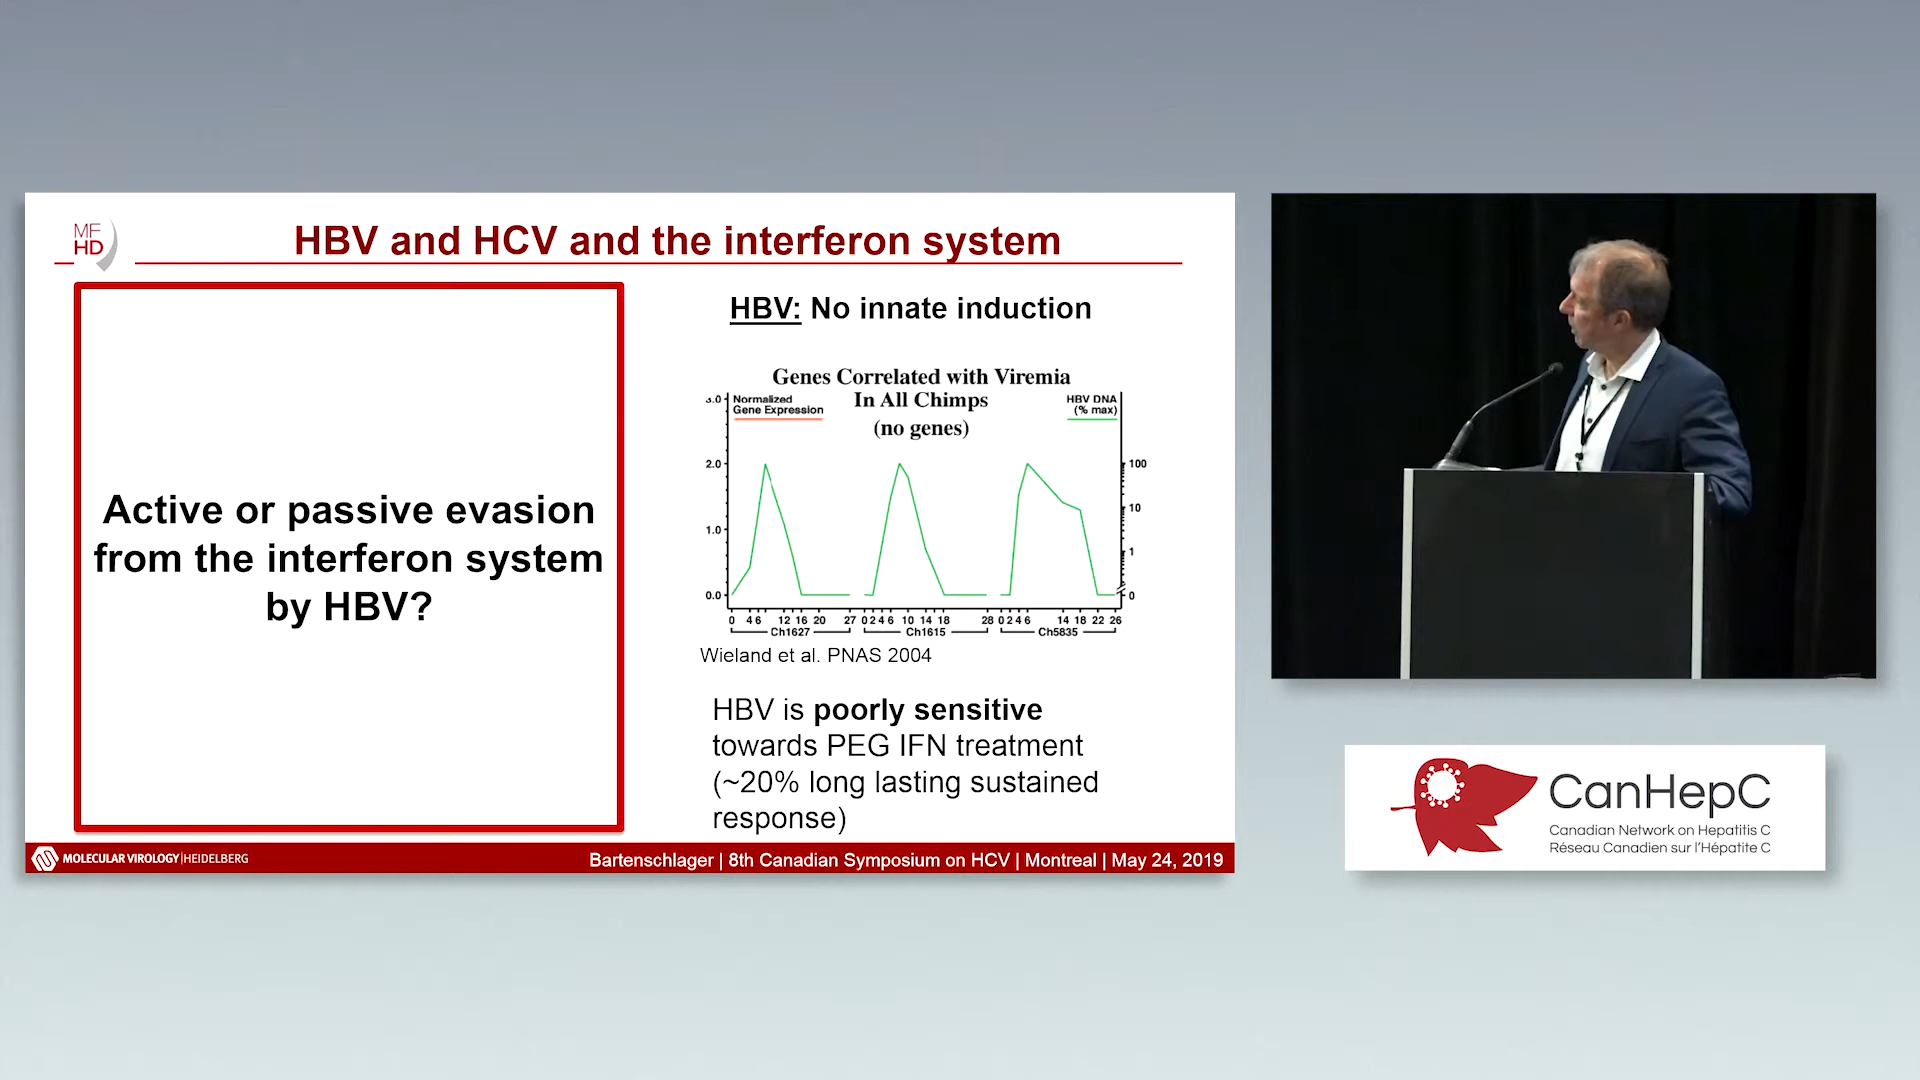 MF
HD
HBV and HCV and the interferon system
Active or passive evasion
from the interferon system
by HBV?
HBV: No innate induction
Genes Correlated with Viremia
In All Chimps
(no genes)
Normalized
Gene Expression
HBV DNA
(% max)
3.0
2.0
1.0
0.0
100
10
1
0
0 4 6 12 16 20 27 0 2 4 6 10 14 18 28 0 2 4 6 14 18 22 26
Ch1627 Ch1615 Ch5835
Wieland et al. PNAS 2004
HBV is poorly sensitive
towards PEG IFN treatment
(~20% long lasting sustained
response)
MOLECULAR VIROLOGY|HEIDELBERG
Bartenschlager | 8th Canadian Symposium on HCV | Montreal | May 24, 2019
CanHepC
Canadian Network on Hepatitis C
Réseau Canadien sur l'Hépatite C